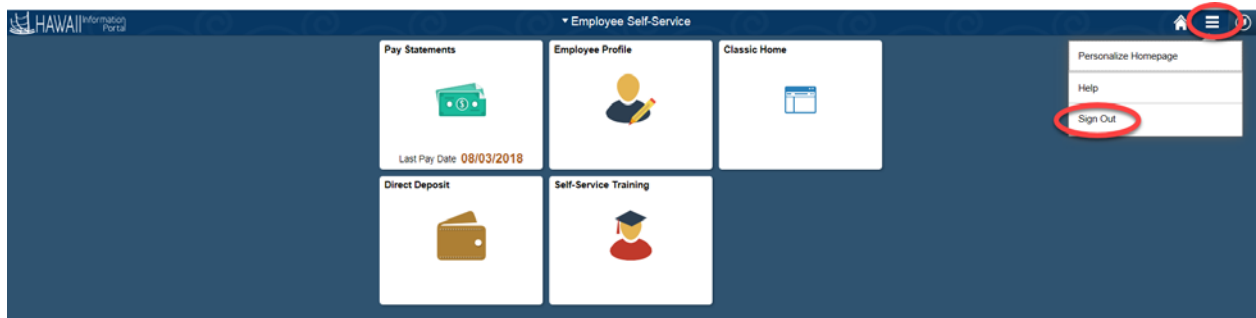 HAWAII Information
Portal
Employee Self-Service
Pay Statements
Last Pay Date 08/03/2018
Employee Profile
Classic Home
Personalize Homepage
Help
Sign Out
Direct Deposit
Self-Service Training